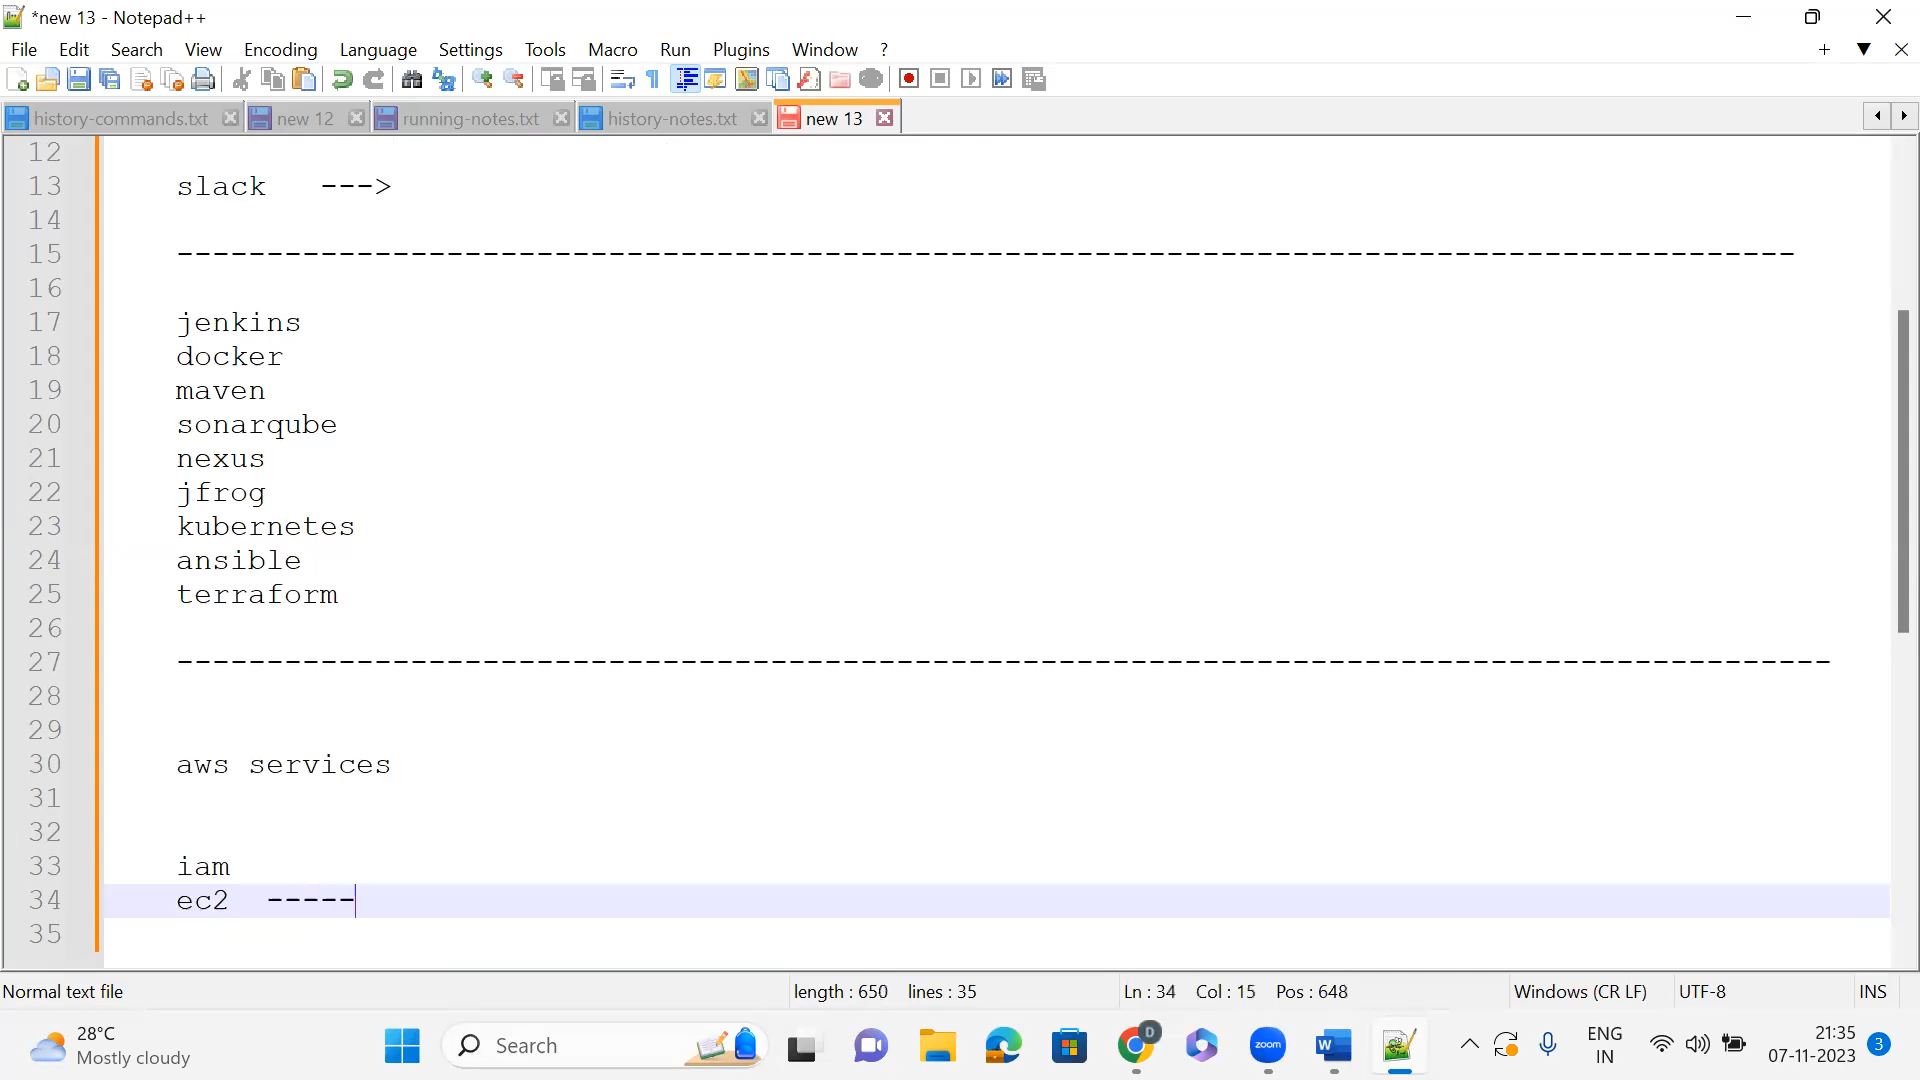 *new 13 - Notepad++
File Edit Search View Encoding Language Settings Tools Macro Run Plugins Window ?
history-commands.txt new 12 running-notes.txt history-notes.txt new 13
12
13 slack --->
14
15 ------------------------------------------------------------------------------------------
16
17 jenkins
18 docker
19 maven
20 sonarqube
21 nexus
22 jfrog
23 kubernetes
24 ansible
25 terraform
26
27 --------------------------------------------------------------------------------------------
28
29
30 aws services
31
32
33 iam
34 ec2 -----
35
Normal text file length : 650 lines : 35 Ln : 34 Col : 15 Pos : 648 Windows (CR LF) UTF-8 INS
28°C
Mostly cloudy
Search
D
zoom
W
ENG
IN
21:35
07-11-2023
3